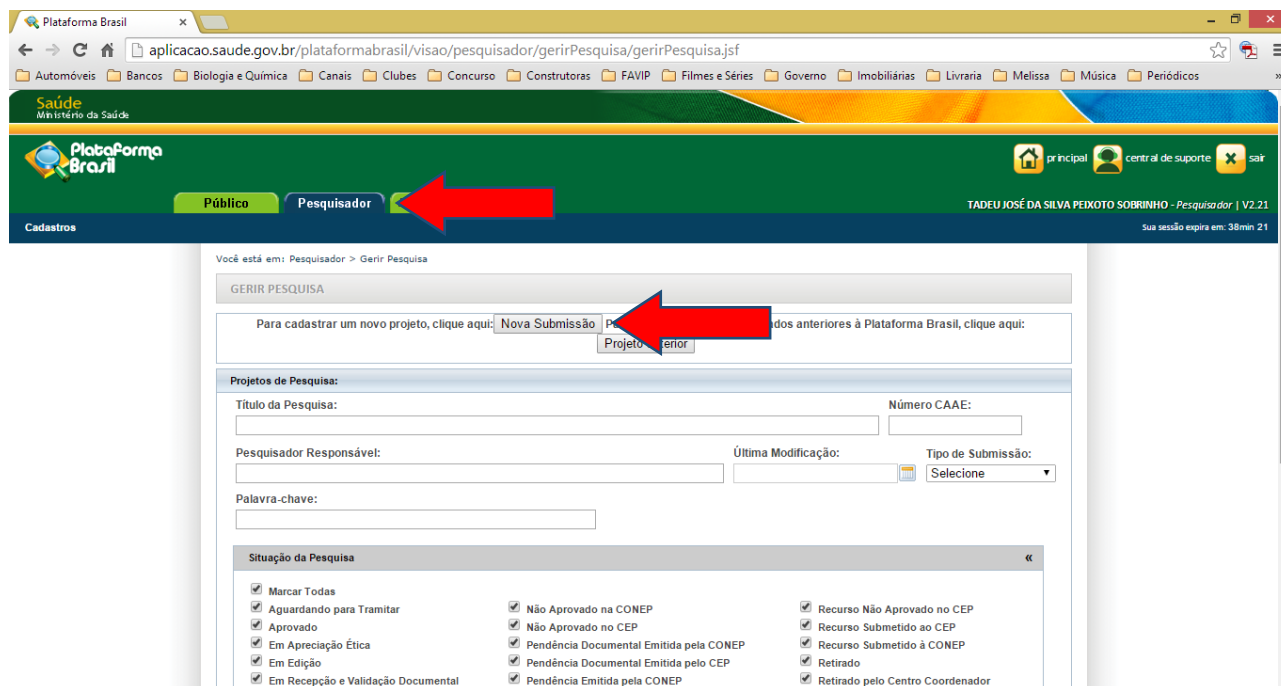 Plataforma Brasil
aplicacao.saude.gov.br/plataformabrasil/visao/pesquisador/gerirPesquisa/gerirPesquisa.jsf
Automóveis Bancos Biologia e Química Canais Clubes Concurso Construtoras FAVIP Filmes e Séries Governo Imobiliárias Livraria Melissa Música Periódicos »
Saúde
Ministério da Saúde
Plataforma
Brasil
principal central de suporte sair
Público Pesquisador
TADEU JOSÉ DA SILVA PEIXOTO SOBRINHO - Pesquisador | V2.21
Cadastros Sua sessão expira em: 38min 21
Você está em: Pesquisador > Gerir Pesquisa
GERIR PESQUISA
Para cadastrar um novo projeto, clique aqui: Nova Submissão anteriores à Plataforma Brasil, clique aqui:
Projeto
Projetos de Pesquisa:
Título da Pesquisa: Número CAAE:
Pesquisador Responsável: Última Modificação: Tipo de Submissão:
Selecione
Palavra-chave:
Situação da Pesquisa «
Marcar Todas
Aguardando para Tramitar Não Aprovado na CONEP Recurso Não Aprovado no CEP
Aprovado Não Aprovado no CEP Recurso Submetido ao CEP
Em Apreciação Ética Pendência Documental Emitida pela CONEP Recurso Submetido à CONEP
Em Edição Pendência Documental Emitida pelo CEP Retirado
Em Recepção e Validação Documental Pendência Emitida pela CONEP Retirado pelo Centro Coordenador